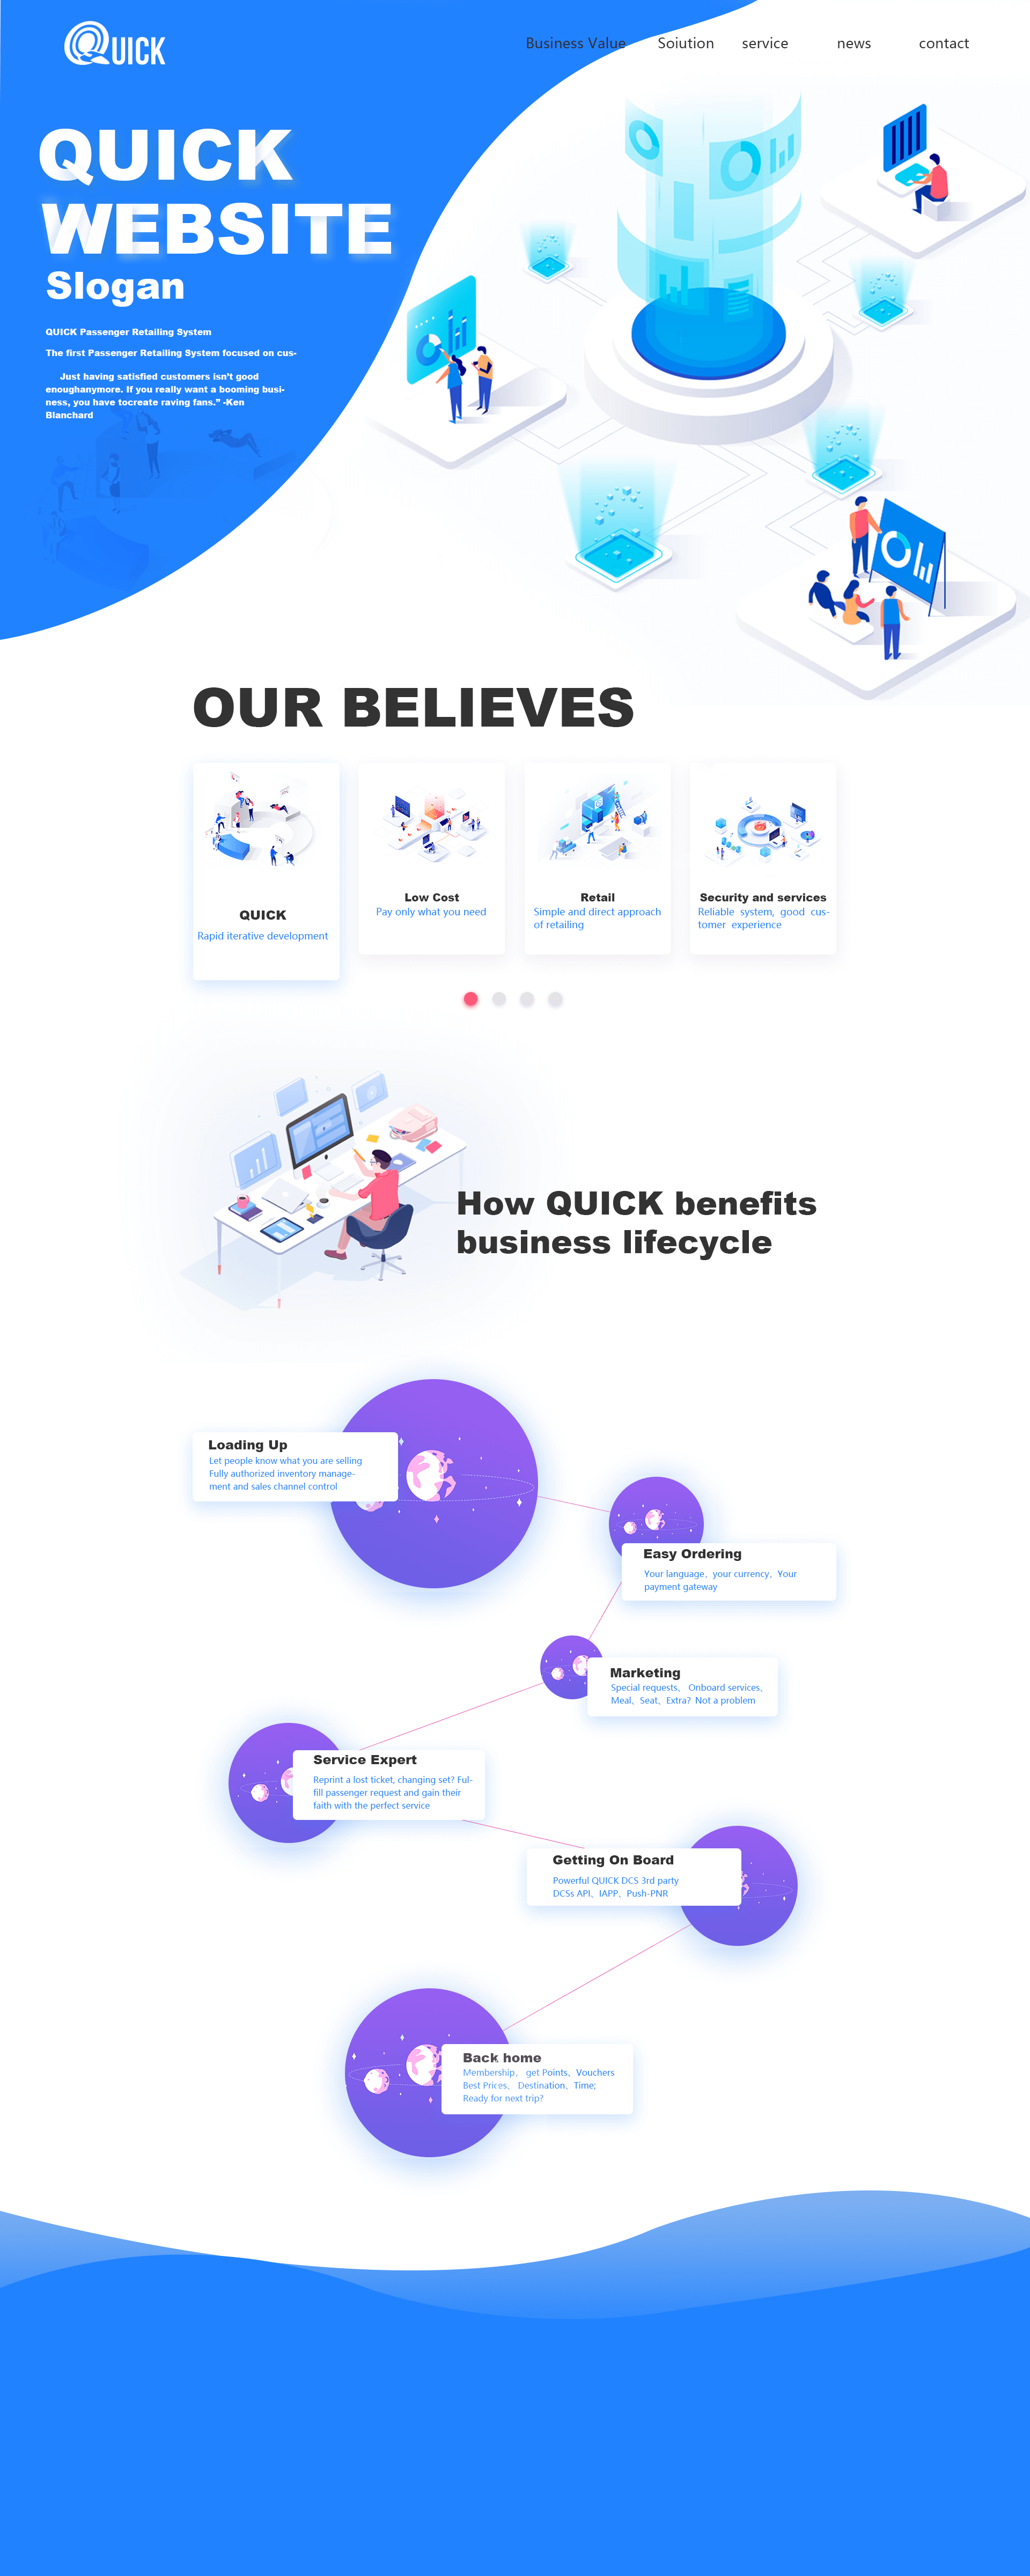 QUICK
Business Value
Soiution
service
news
contact
QUICK
WEBSITE
Slogan
QUICK Passenger Retailing System
The first Passenger Retailing System focused on cus-
Just having satisfied customers isn't good
enoughanymore. If you really want a booming busi-
ness, you have tocreate raving fans.” -Ken
Blanchard
OUR BELIEVES
QUICK
Rapid iterative development
Low Cost
Pay only what you need
Retail
Simple and direct approach
of retailing
Security and services
Reliable system, good cus-
tomer experience
How QUICK benefits
business lifecycle
Loading Up
Let people know what you are selling
Fully authorized inventory manage-
ment and sales channel control
Easy Ordering
Your language、your currency、Your
payment gateway
Marketing
Special requests、 Onboard services、
Meal、Seat、Extra? Not a problem
Service Expert
Reprint a lost ticket, changing set? Ful-
fill passenger request and gain their
faith with the perfect service
Getting On Board
Powerful QUICK DCS 3rd party
DCSs API、IAPP、Push-PNR
Back home
Membership、 get Points、Vouchers
Best Prices、 Destination、Time;
Ready for next trip?